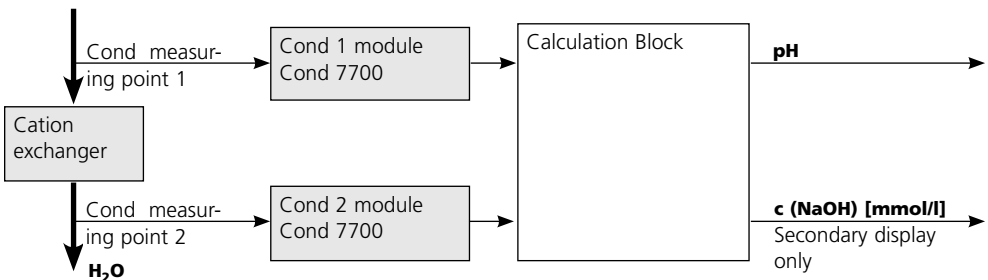 Cond measur-
ing point 1
Cond 1 module
Cond 7700
Calculation Block
pH
Cation
exchanger
Cond measur-
ing point 2
Cond 2 module
Cond 7700
c (NaOH) [mmol/l]
Secondary display
only
H₂O